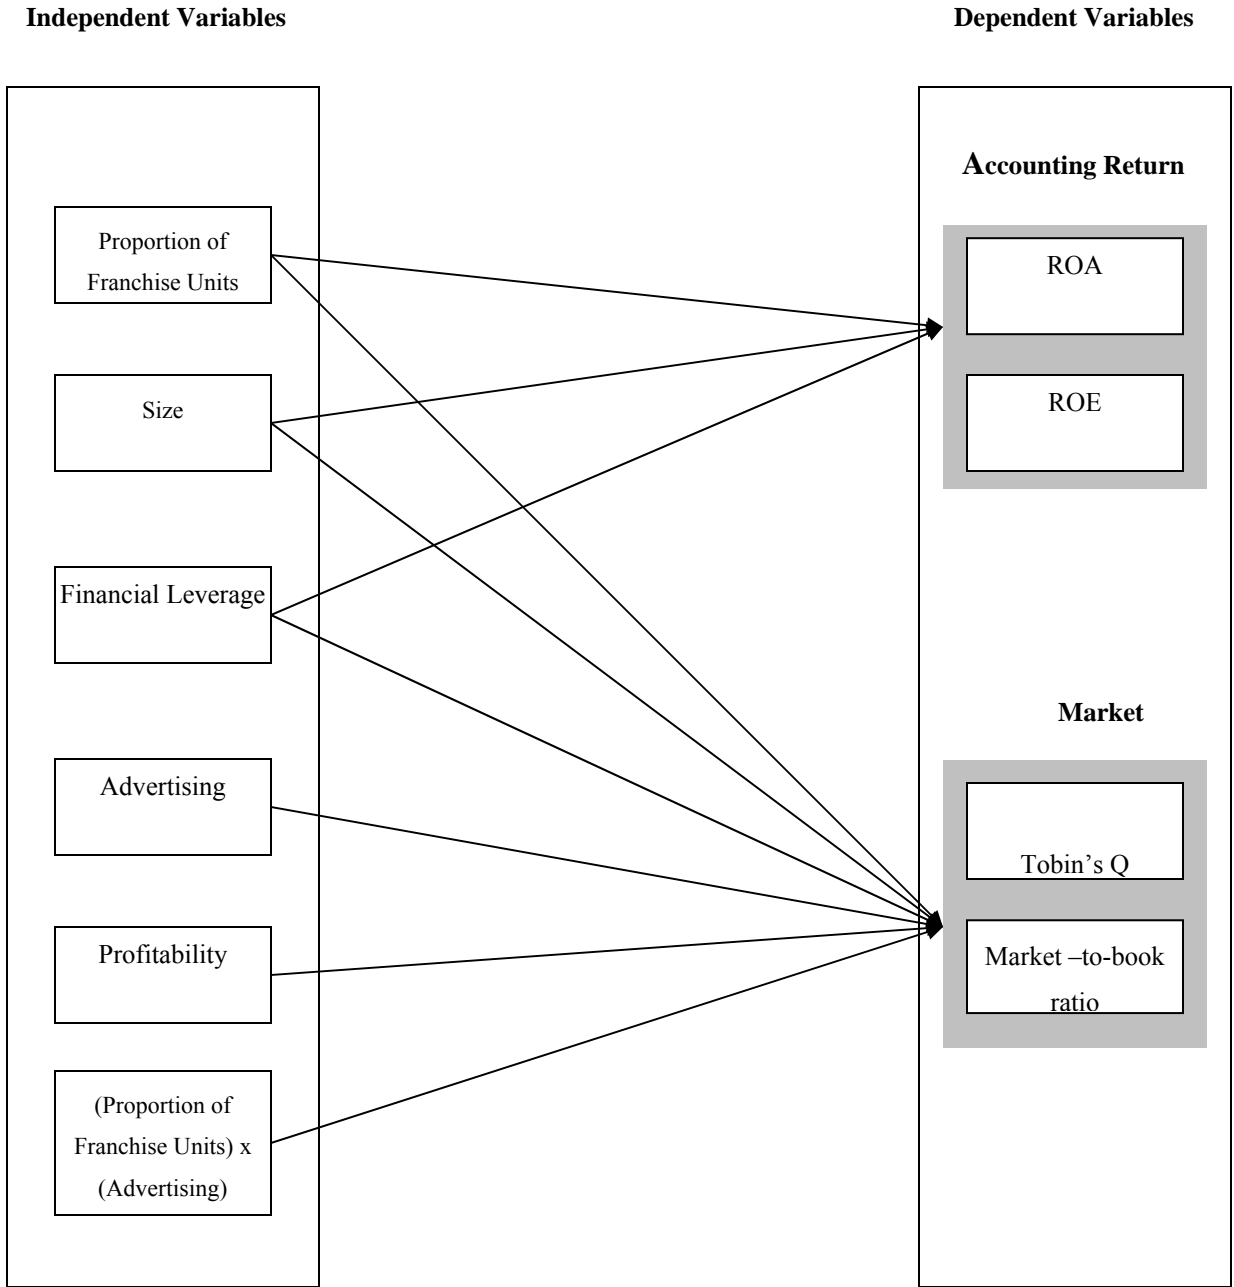 Independent Variables
Dependent Variables
Accounting Return
Proportion of
Franchise Units
ROA
Size
ROE
Financial Leverage
Market
Advertising
Tobin’s Q
Profitability
Market –to-book
ratio
(Proportion of
Franchise Units) x
(Advertising)